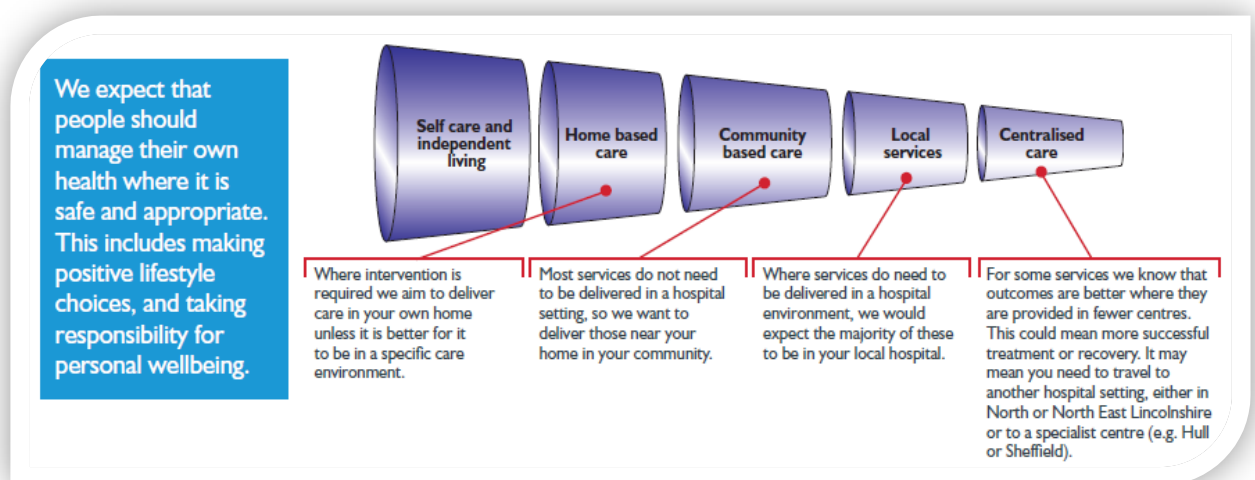 We expect that
people should
manage their own
health where it is
safe and appropriate.
This includes making
positive lifestyle
choices, and taking
responsibility for
personal wellbeing.
Self care and
independent
living
Home based
care
Community
based care
Local
services
Centralised
care
Where intervention is
required we aim to deliver
care in your own home
unless it is better for it
to be in a specific care
environment.
Most services do not need
to be delivered in a hospital
setting, so we want to
deliver those near your
home in your community.
Where services do need to
be delivered in a hospital
environment, we would
expect the majority of these
to be in your local hospital.
For some services we know that
outcomes are better where they
are provided in fewer centres.
This could mean more successful
treatment or recovery. It may
mean you need to travel to
another hospital setting, either in
North or North East Lincolnshire
or to a specialist centre (e.g. Hull
or Sheffield).